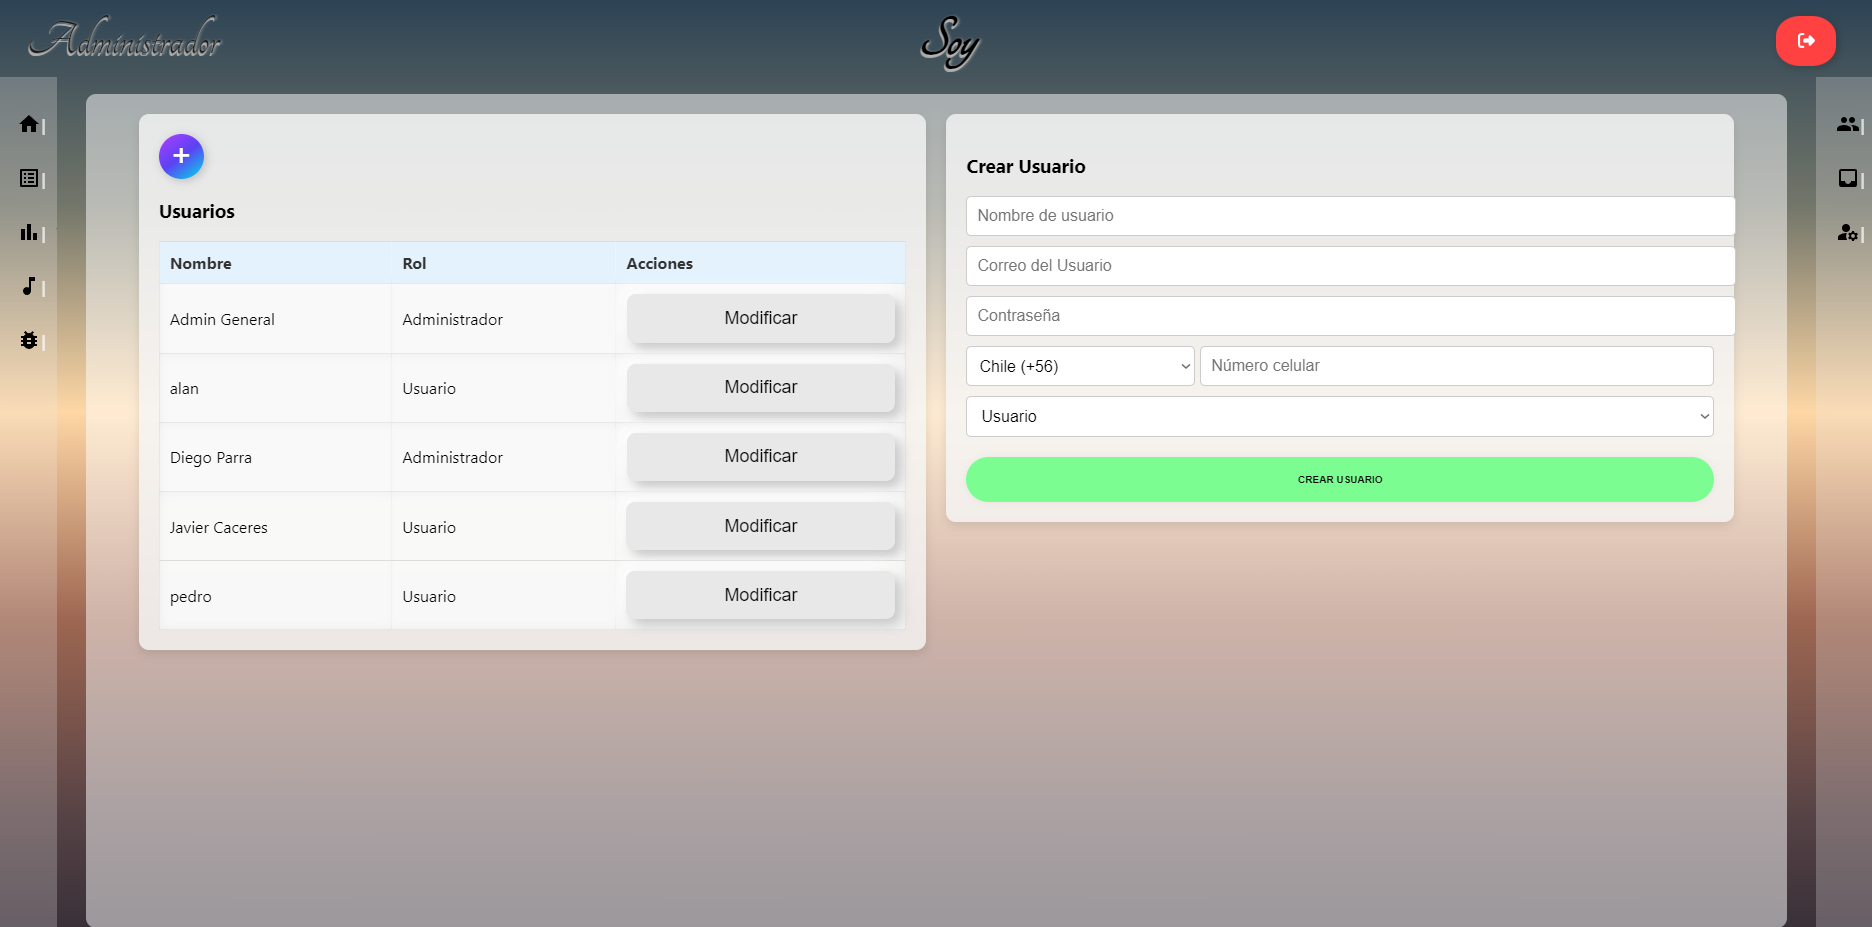 Administrador
Soy
Usuarios
Nombre Rol Acciones
Admin General Administrador Modificar
alan Usuario Modificar
Diego Parra Administrador Modificar
Javier Caceres Usuario Modificar
pedro Usuario Modificar
Crear Usuario
Nombre de usuario
Correo del Usuario
Contraseña
Chile (+56) Número celular
Usuario
CREAR USUARIO